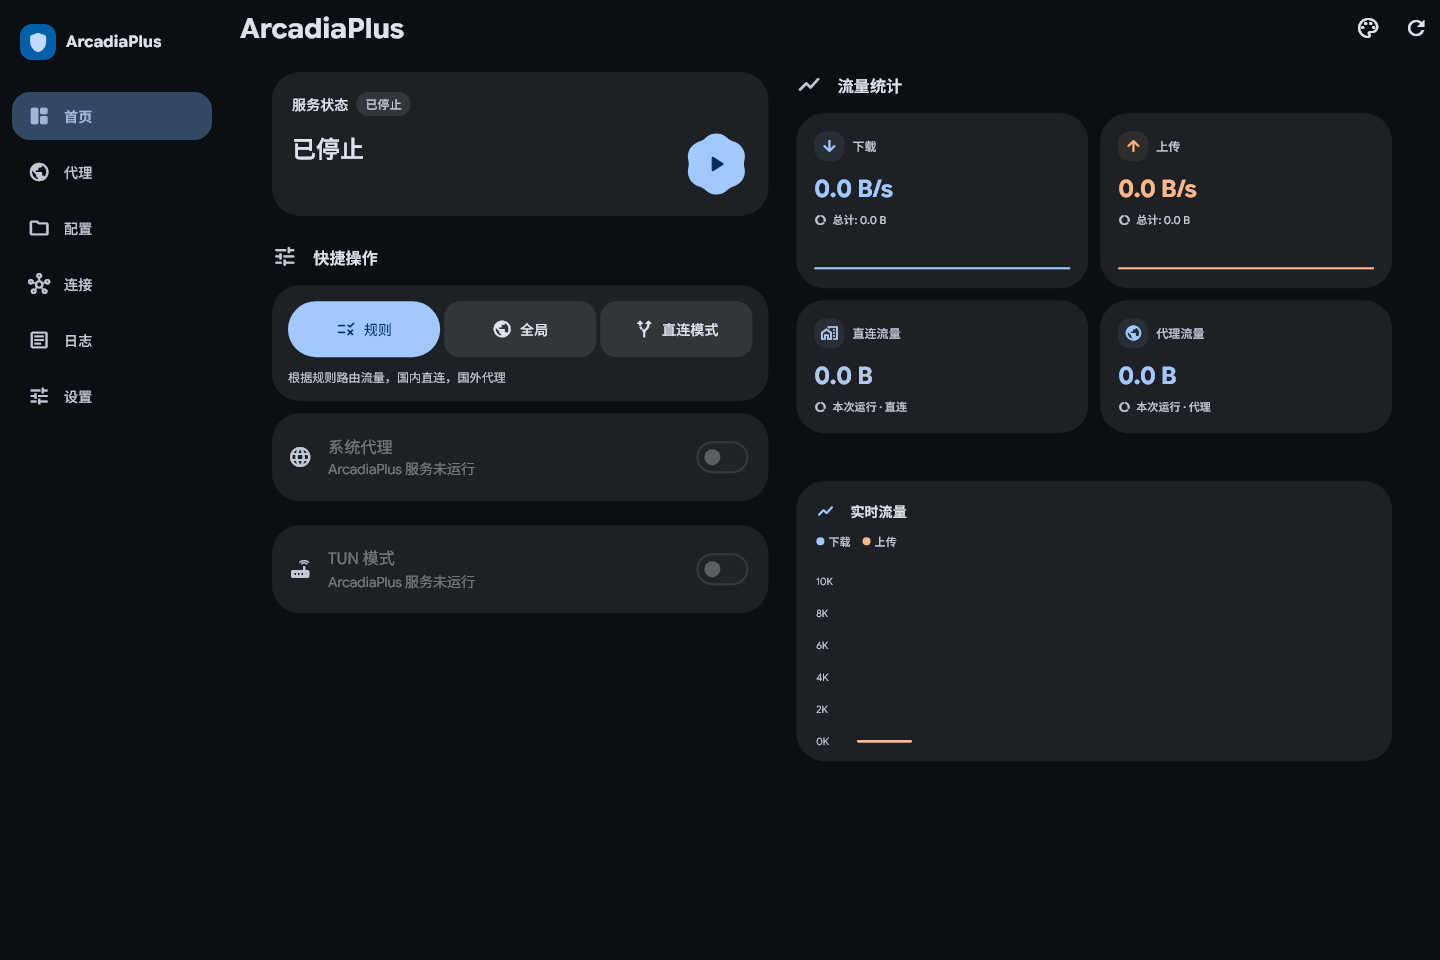 ArcadiaPlus
首页
代理
配置
连接
日志
设置
ArcadiaPlus
服务状态 已停止
已停止
快捷操作
规则 全局 直连模式
根据规则路由流量，国内直连，国外代理
系统代理
ArcadiaPlus 服务未运行
TUN 模式
ArcadiaPlus 服务未运行
流量统计
下载
0.0 B/s
总计: 0.0 B
上传
0.0 B/s
总计: 0.0 B
直连流量
0.0 B
本次运行 · 直连
代理流量
0.0 B
本次运行 · 代理
实时流量
下载 上传
10K
8K
6K
4K
2K
0K